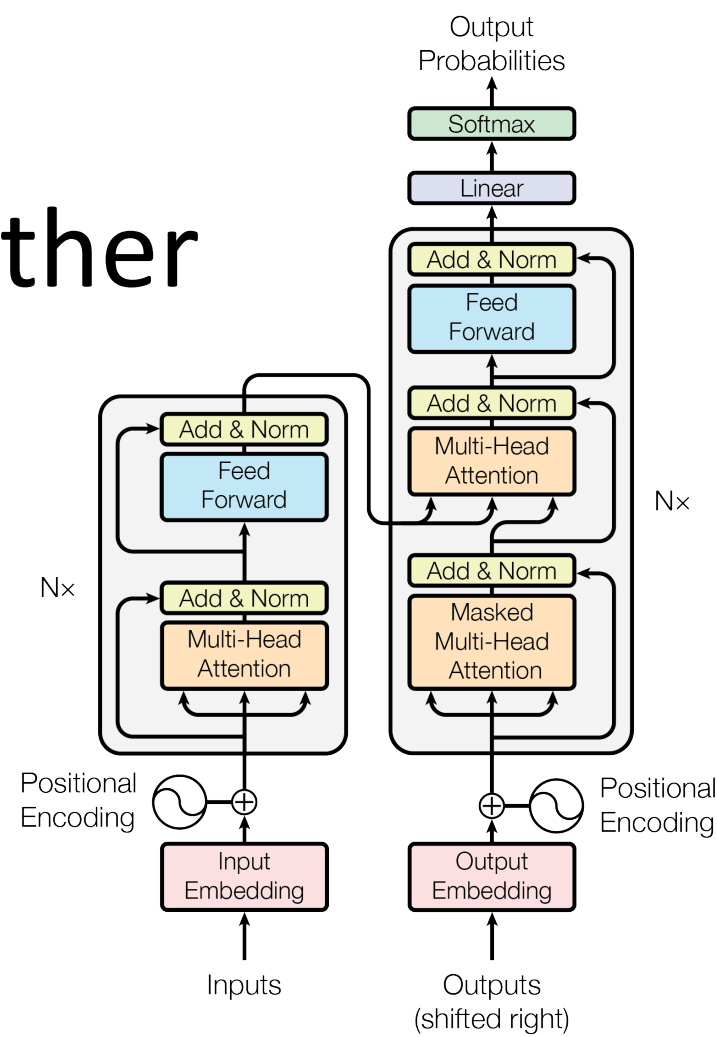 Output
Probabilities
Softmax
Linear
ther
Add & Norm
Feed
Forward
Add & Norm
Multi-Head
Attention
Add & Norm
Feed
Forward
Nx
Nx
Add & Norm
Multi-Head
Attention
Add & Norm
Masked
Multi-Head
Attention
Positional
Encoding
Positional
Encoding
Input
Embedding
Output
Embedding
Inputs
Outputs
(shifted right)